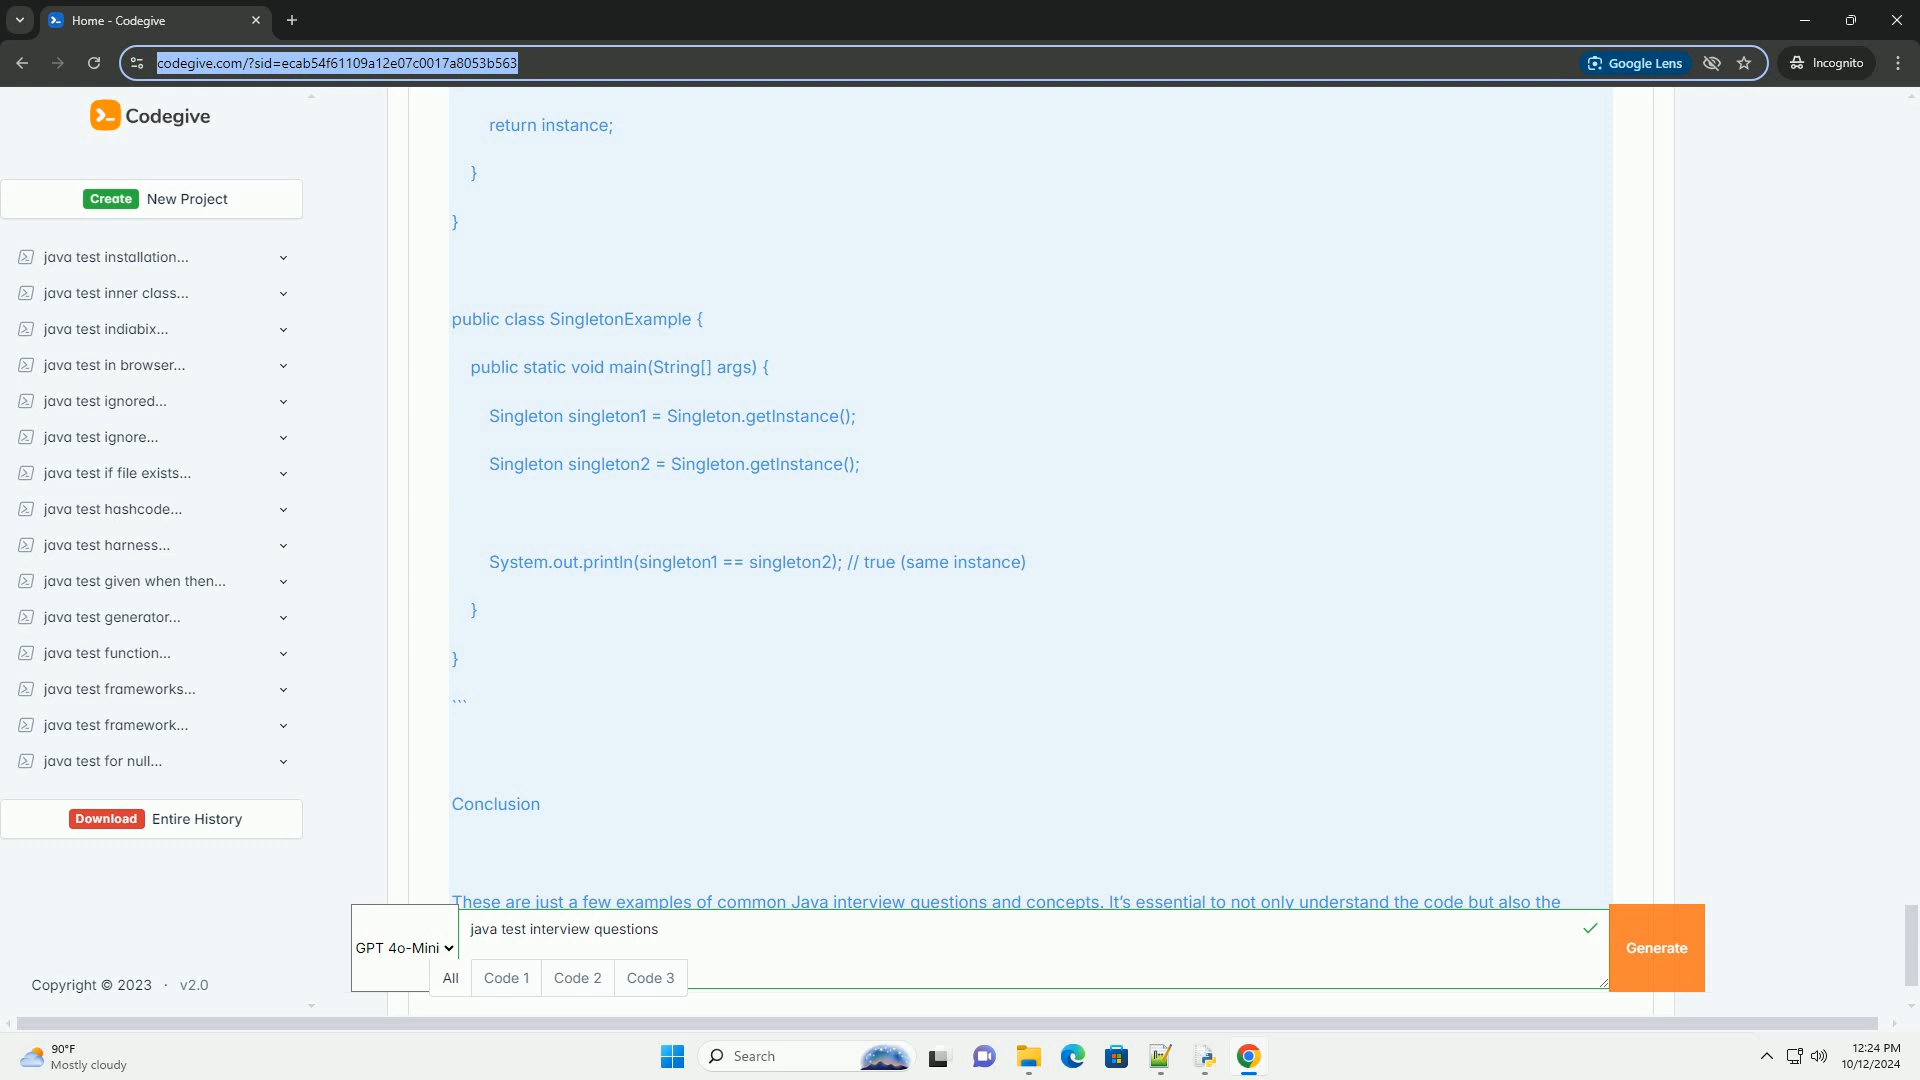 Home - Codegive
codegive.com/?sid=ecab54f61109a12e07c0017a8053b563
Google Lens
Incognito
Codegive
Create New Project
java test installation...
java test inner class...
java test indiabix...
java test in browser...
java test ignored...
java test ignore...
java test if file exists...
java test hashcode...
java test harness...
java test given when then...
java test generator...
java test function...
java test frameworks...
java test framework...
java test for null...
Download Entire History
Copyright © 2023 · v2.0
return instance;
}
}
public class SingletonExample {
public static void main(String[] args) {
Singleton singleton1 = Singleton.getInstance();
Singleton singleton2 = Singleton.getInstance();
System.out.println(singleton1 == singleton2); // true (same instance)
}
}
```
Conclusion
These are just a few examples of common Java interview questions and concepts. It's essential to not only understand the code but also the
GPT 4o-Mini
java test interview questions
Generate
All
Code 1
Code 2
Code 3
90°F
Mostly cloudy
Search
12:24 PM
10/12/2024